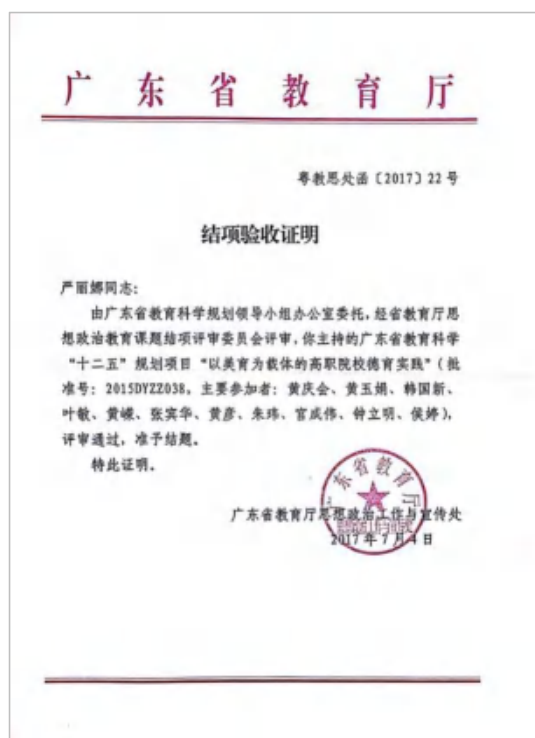 广东省教育厅
粤教思处函〔2017〕22号
结项验收证明
严丽娜同志：
由广东省教育科学规划领导小组办公室委托，经省教育厅思
想政治教育课题结项评审委员会评审，你主持的广东省教育科学
“十二五”规划项目“以美育为载体的高职院校德育实践”（批
准号：2015DYZZ038，主要参加者：黄庆会、黄玉娟、韩国新、
叶敏、黄嵘、张宾华、黄彦、朱玮、官成伟、钟立明、侯婷），
评审通过，准予结题。
特此证明。
广东省教育厅
广东省教育厅思想政治工作与宣传处
2017年7月4日